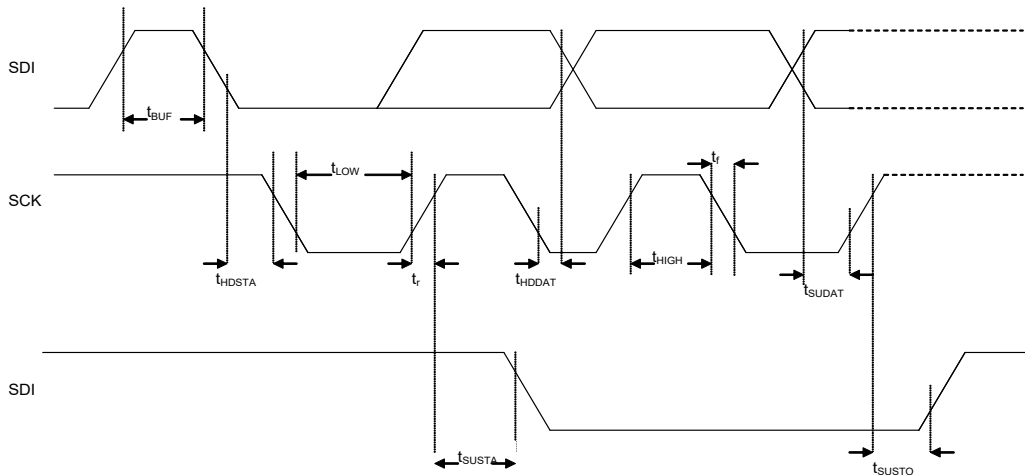 SDI
tBUF
tf
tLOW
SCK
tHIGH
tHDSTA
tr
tHDDAT
tSUDAT
SDI
tSUSTA
tSUSTO